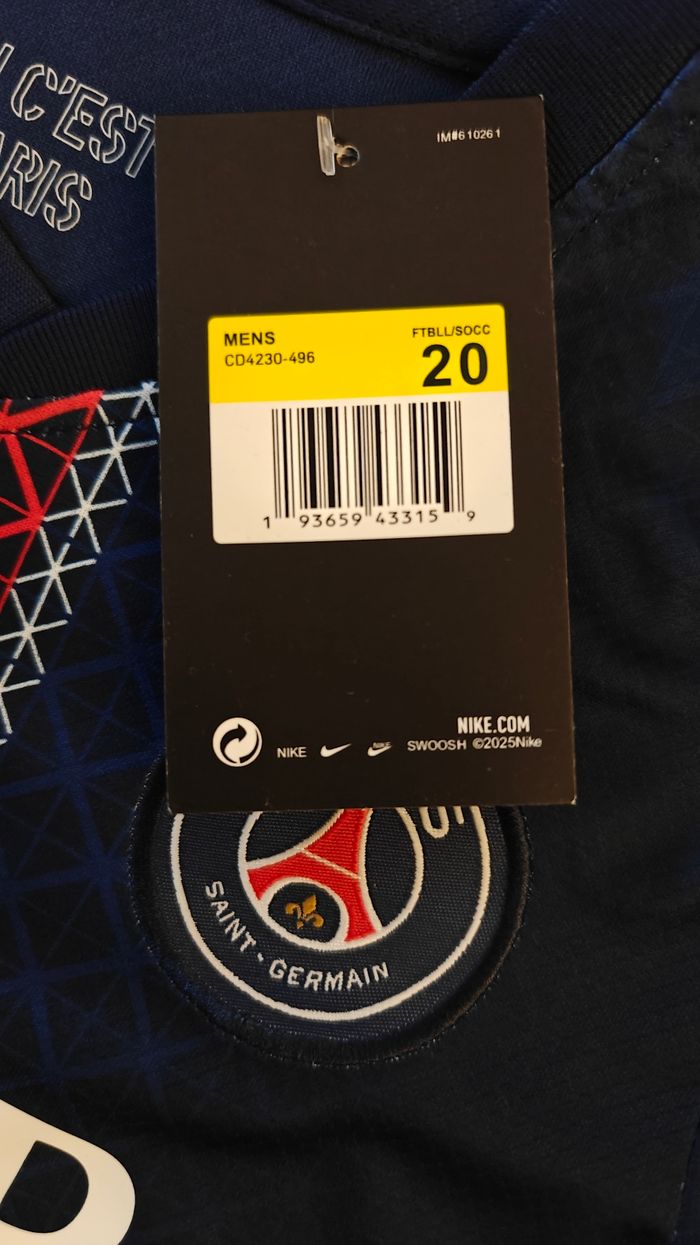 C'EST
PARIS
IM#610261
MENS
FTBLL/SOCC
CD4230-496
20
1 93659 43315 9
NIKE.COM
NIKE SWOOSH ©2025Nike
SAINT-GERMAIN